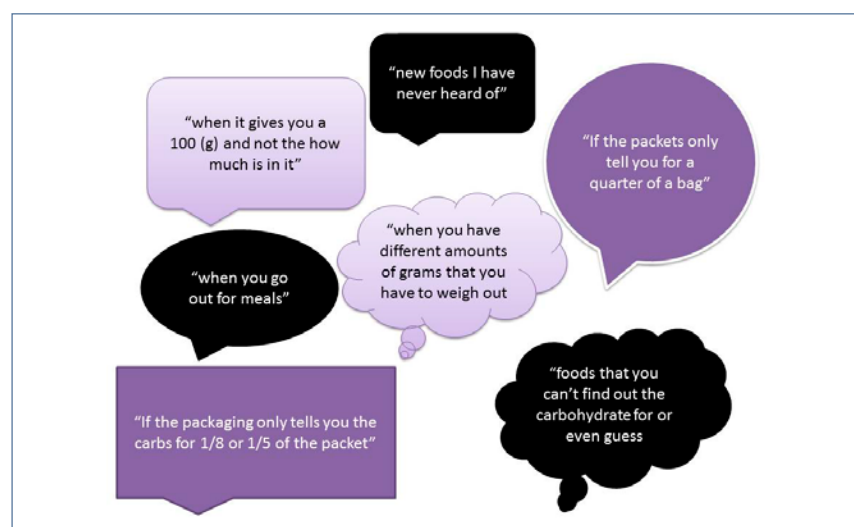 “new foods I have
never heard of”
“when it gives you a
100 (g) and not the how
much is in it”
“If the packets only
tell you for a
quarter of a bag”
“when you have
different amounts
of grams that you
have to weigh out
“when you go
out for meals”
“foods that you
can’t find out the
carbohydrate for or
even guess
“If the packaging only tells you the
carbs for 1/8 or 1/5 of the packet”